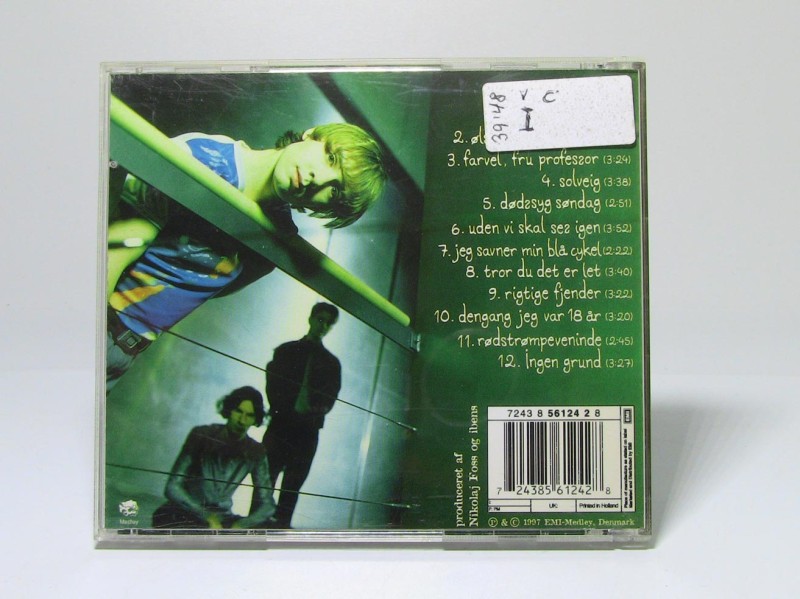 39148
v c
I
2. øl
3. farvel, fru professor (3:24)
4. solveig (3:38)
5. dødssyg søndag (2:51)
6. uden vi skal ses igen (3:52)
7. jeg savner min blå cykel (2:22)
8. tror du det er let (3:40)
9. rigtige fjender (3:22)
10. dengang jeg var 18 år (3:20)
11. rødstrømpeveninde (2:45)
12. ingen grund (3:27)
produceret af
Nikolaj Foss og ibens
7243 8 56124 2 8
7 24385 61242 8
EMI
UK:
Printed in Holland
Medley
℗ & © 1997 EMI-Medley, Denmark